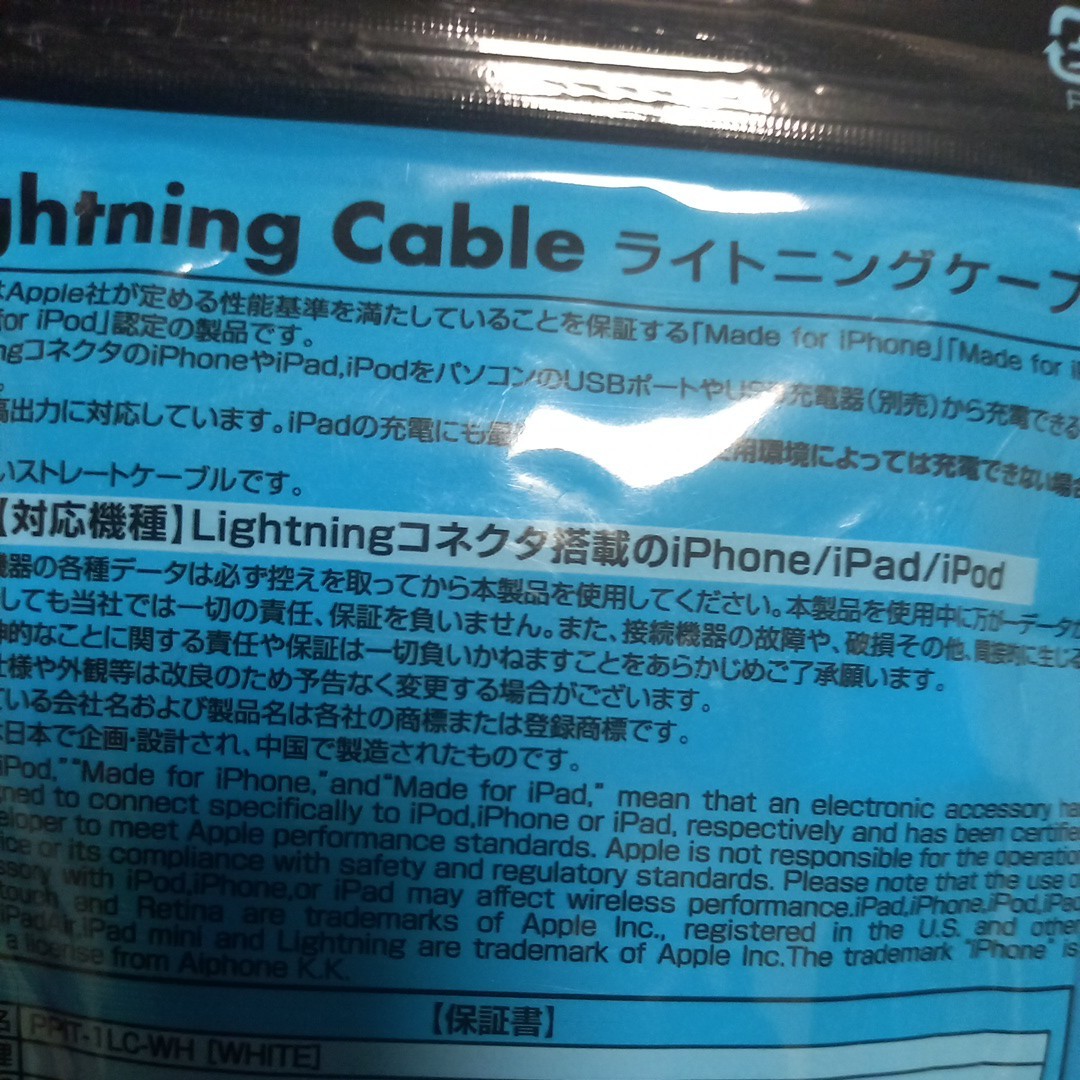 ghtning Cable ライトニングケーブ
はApple社が定める性能基準を満たしていることを保証する「Made for iPhone」「Made for i
for iPod」認定の製品です。
ngコネクタのiPhoneやiPad,iPodをパソコンのUSBポートやUSB充電器(別売)から充電できる
高出力に対応しています。iPadの充電にも最 用環境によっては充電できない場合
いストレートケーブルです。
【対応機種】Lightningコネクタ搭載のiPhone/iPad/iPod
機器の各種データは必ず控えを取ってから本製品を使用してください。本製品を使用中に万が一データが
しても当社では一切の責任、保証を負いません。また、接続機器の故障や、破損その他、間接的に生じる
神的なことに関する責任や保証は一切負いかねますことをあらかじめご了承願います。
仕様や外観等は改良のため予告なく変更する場合がございます。
ている会社名および製品名は各社の商標または登録商標です。
は日本で企画・設計され、中国で製造されたものです。
iPod,""Made for iPhone,"and"Made for iPad," mean that an electronic accessory ha
ned to connect specifically to iPod,iPhone or iPad, respectively and has been certifie
eloper to meet Apple performance standards. Apple is not responsible for the operation
ice or its compliance with safety and regulatory standards. Please note that the use o
ssory with iPod,iPhone,or iPad may affect wireless performance.iPad,iPhone,iPod,iPad
touch, and Retina are trademarks of Apple Inc., registered in the U.S. and other
iPadAir,iPad mini and Lightning are trademark of Apple Inc.The trademark "iPhone" is
a license from Aiphone K.K.
【保証書】
名 PPIT-1LC-WH [WHITE]